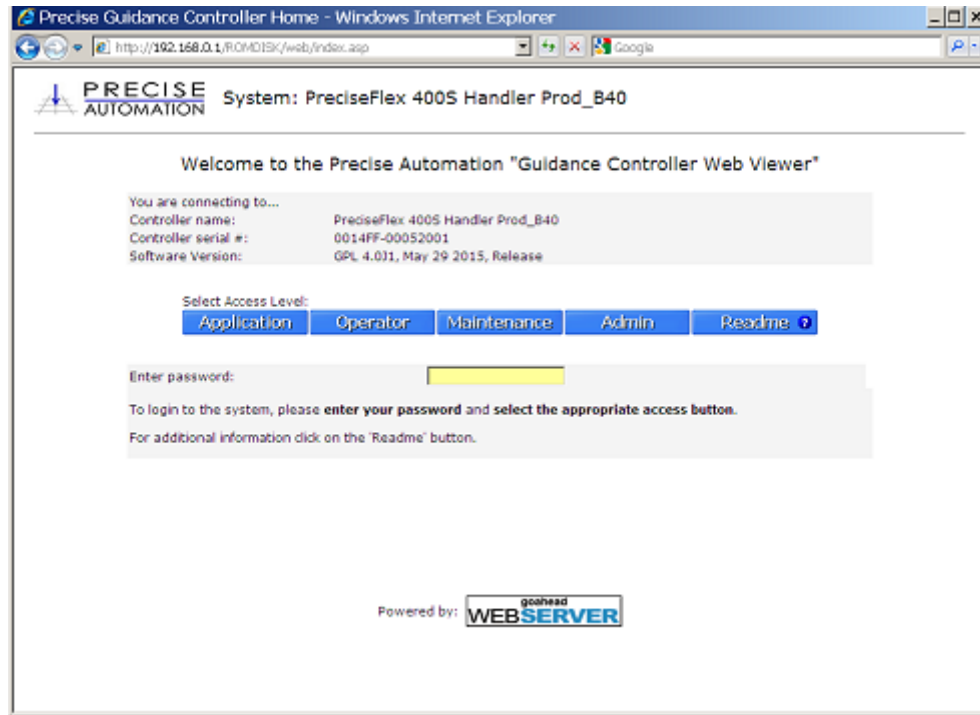 Precise Guidance Controller Home - Windows Internet Explorer
http://192.168.0.1/ROMDISK/web/index.asp
Google
PRECISE
AUTOMATION
System: PreciseFlex 400S Handler Prod_B40
Welcome to the Precise Automation "Guidance Controller Web Viewer"
You are connecting to...
Controller name: PreciseFlex 400S Handler Prod_B40
Controller serial #: 0014FF-00052001
Software Version: GPL 4.0J1, May 29 2015, Release
Select Access Level:
Application Operator Maintenance Admin Readme ?
Enter password:
To login to the system, please enter your password and select the appropriate access button.
For additional information click on the 'Readme' button.
Powered by: goahead
WEBSERVER